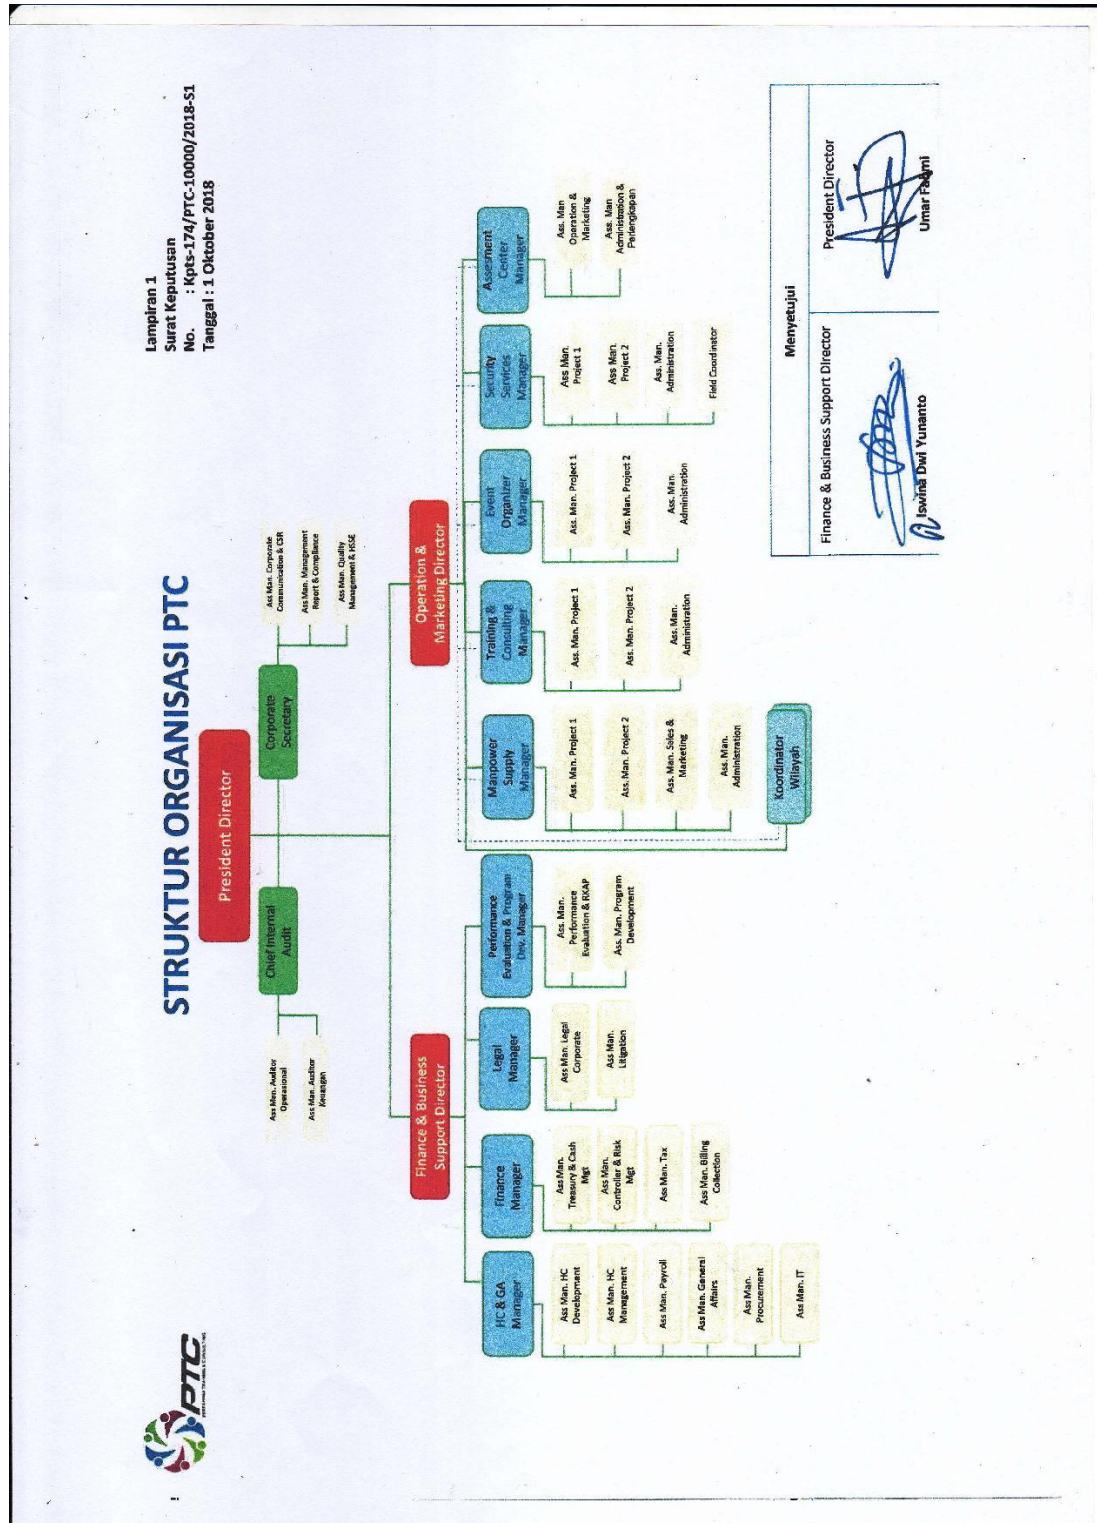 PTC
PERTAMINA TRAINING & CONSULTING
STRUKTUR ORGANISASI PTC
Lampiran 1
Surat Keputusan
No. : Kpts-174/PTC-10000/2018-S1
Tanggal : 1 Oktober 2018
President Director
Chief Internal
Audit
Corporate
Secretary
Ass Men. Auditor
Operasional
Ass Man. Auditor
Keuangan
Ass Man. Corporate
Communication & CSR
Ass Man. Management
Report & Compliance
Ass Man. Quality
Management & HSSE
Finance & Business
Support Director
Operation &
Marketing Director
HC & GA
Manager
Ass Man. HC
Development
Ass Man. HC
Management
Ass Man. Payroll
Ass Man. General
Affairs
Ass Man.
Procurement
Ass Man. IT
Finance
Manager
Ass Man.
Treasury & Cash
Mgt
Ass Man.
Controller & Risk
Mgt
Ass Man. Tax
Ass Man. Billing
Collection
Legal
Manager
Ass Man. Legal
Corporate
Ass Man.
Litigation
Performance
Evaluation & Program
Dev. Manager
Ass. Man.
Performance
Evaluation & RKAP
Ass. Man. Program
Development
Manpower
Supply
Manager
Ass. Man. Project 1
Ass. Man. Project 2
Ass. Man. Sales &
Marketing
Ass. Man.
Administration
Training &
Consulting
Manager
Ass. Man. Project 1
Ass. Man. Project 2
Ass. Man.
Administration
Event
Organizer
Manager
Ass. Man. Project 1
Ass. Man. Project 2
Ass. Man.
Administration
Security
Services
Manager
Ass Man.
Project 1
Ass Man.
Project 2
Ass. Man.
Administration
Field Coordinator
Assesment
Center
Manager
Ass. Man
Operation &
Marketing
Ass. Man
Administration &
Perlengkapan
Koordinator
Wilayah
Menyetujui
Finance & Business Support Director
President Director
Iswina Dwi Yunanto
Umar Fahmi